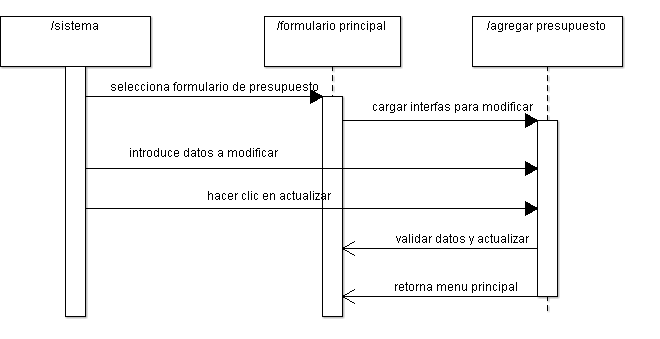 /sistema
/formulario principal
/agregar presupuesto
selecciona formulario de presupuesto
cargar interfas para modificar
introduce datos a modificar
hacer clic en actualizar
validar datos y actualizar
retorna menu principal